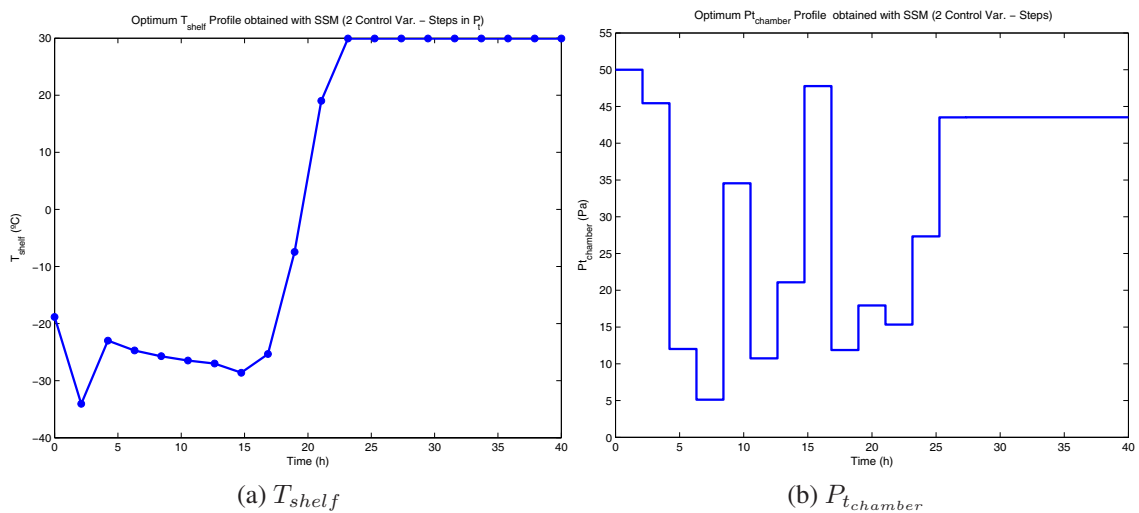 Optimum T_shelf Profile obtained with SSM (2 Control Var. − Steps in P_t)
30
20
10
0
−10
−20
−30
−40
T_shelf (ºC)
0 5 10 15 20 25 30 35 40
Time (h)
(a) T_shelf
Optimum Pt_chamber Profile obtained with SSM (2 Control Var. − Steps)
55
50
45
40
35
30
25
20
15
10
5
0
Pt_chamber (Pa)
0 5 10 15 20 25 30 35 40
Time (h)
(b) P_t_chamber